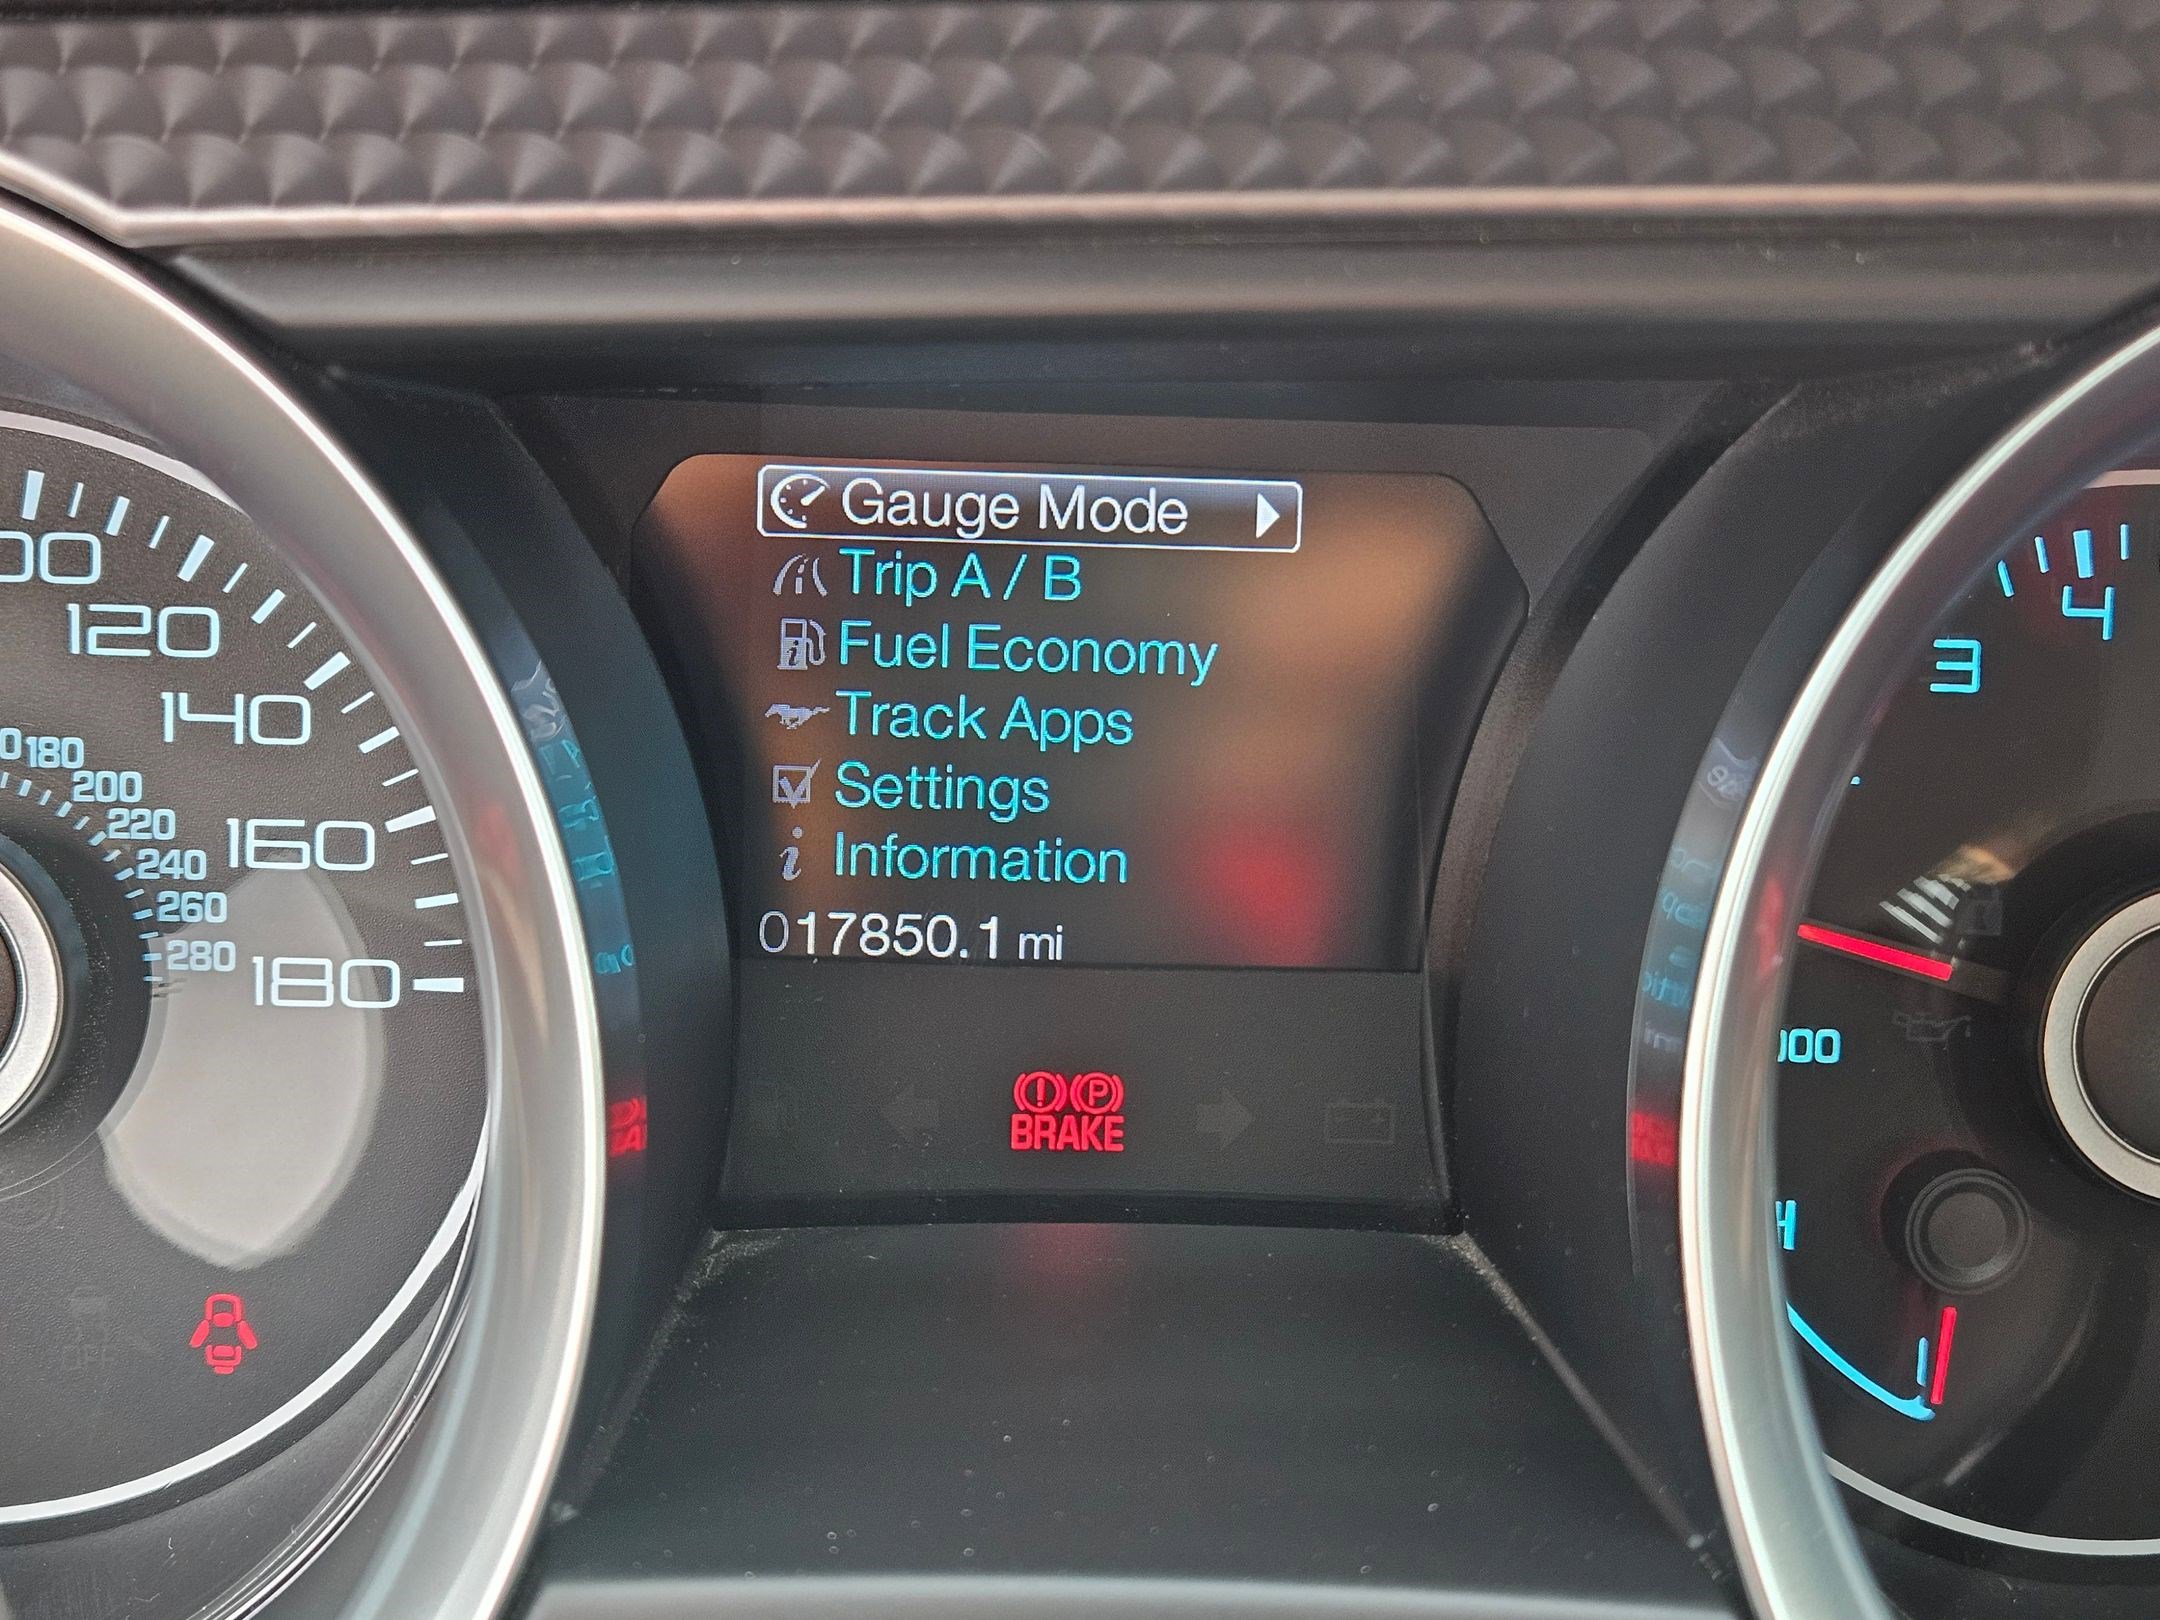 Gauge Mode
Trip A / B
Fuel Economy
Track Apps
Settings
Information
017850.1 mi
BRAKE
120
140
160
180
180
200
220
240
260
280
3
4